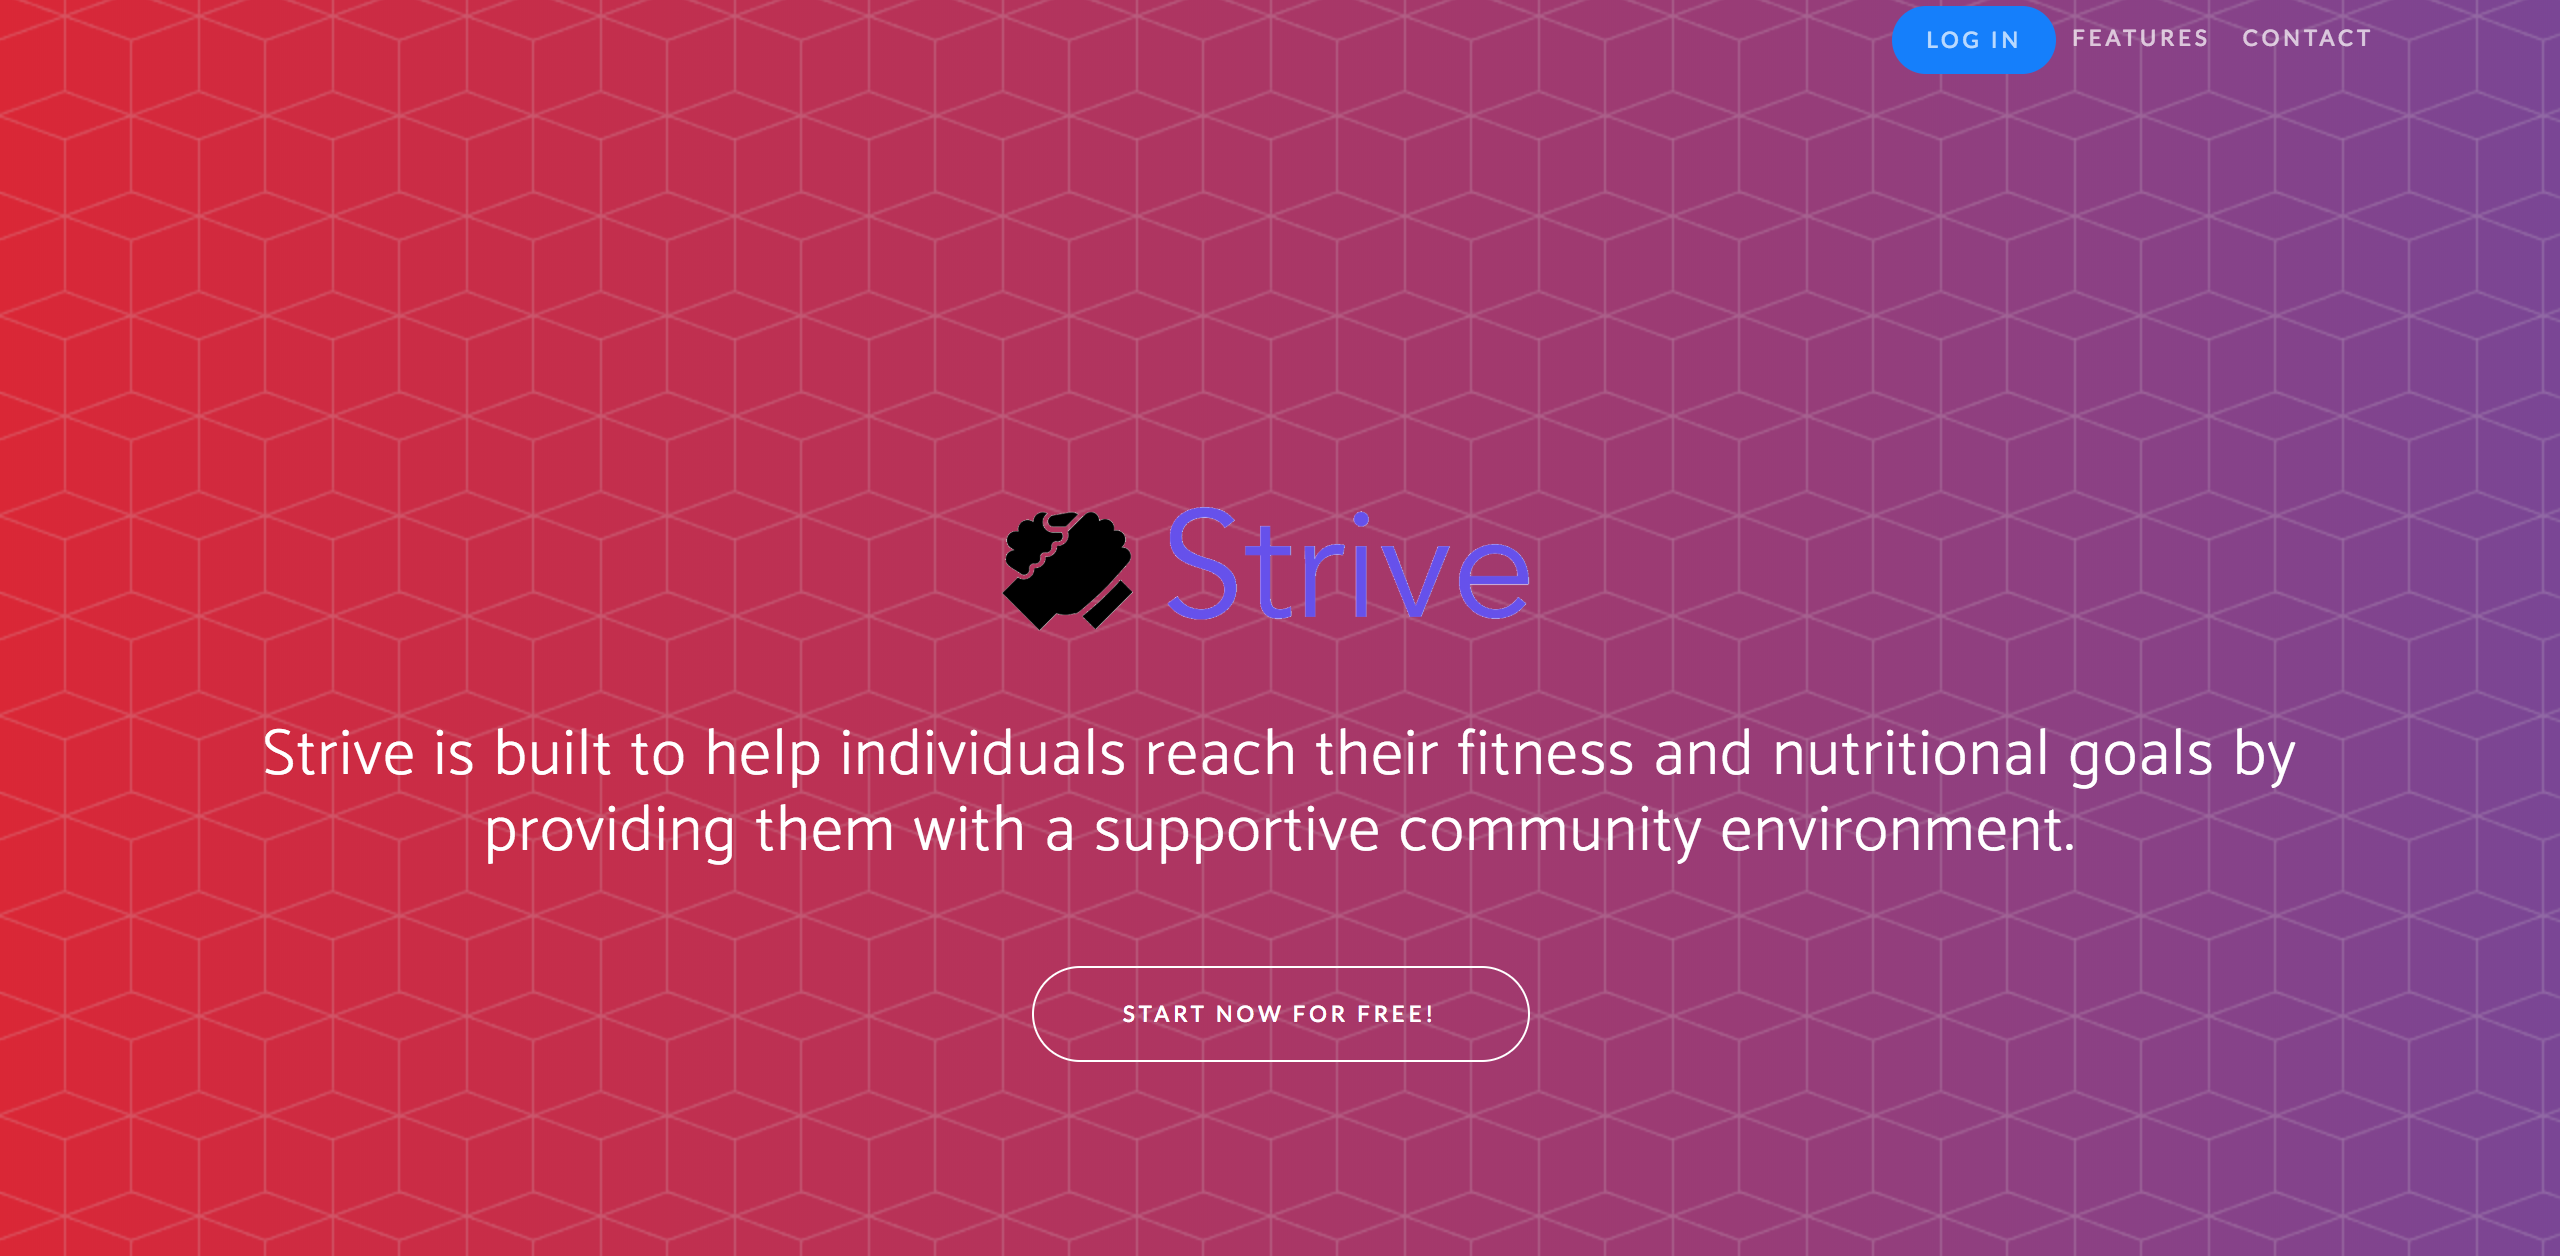 LOG IN FEATURES CONTACT
Strive
Strive is built to help individuals reach their fitness and nutritional goals by
providing them with a supportive community environment.
START NOW FOR FREE!